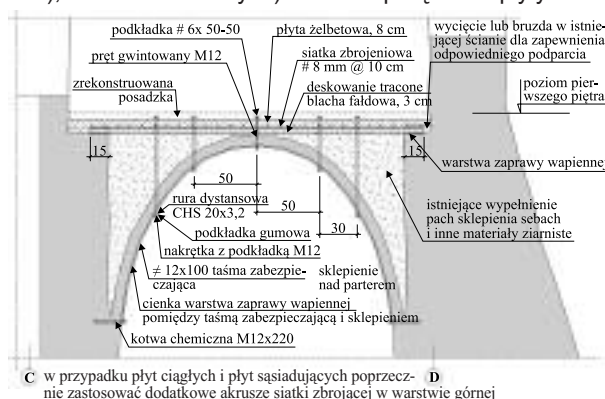 podkładka # 6x 50-50
płyta żelbetowa, 8 cm
wycięcie lub bruzda w istnie-
jącej ścianie dla zapewnienia
odpowiedniego podparcia
pręt gwintowany M12
siatka zbrojeniowa
# 8 mm @ 10 cm
zrekonstruowana
posadzka
deskowanie tracone
blacha fałdowa, 3 cm
poziom pier-
wszego piętra
15
15
warstwa zaprawy wapiennej
50
rura dystansowa
CHS 20x3,2
50
istniejące wypełnienie
pach sklepienia sebach
i inne materiały ziarniste
podkładka gumowa
30
nakrętka z podkładką M12
≠ 12x100 taśma zabezpie-
czająca
sklepienie
nad parterem
cienka warstwa zaprawy wapiennej
pomiędzy taśmą zabezpieczającą i sklepieniem
kotwa chemiczna M12x220
C w przypadku płyt ciągłych i płyt sąsiadujących poprzecz- D
nie zastosować dodatkowe akrusze siatki zbrojącej w warstwie górnej